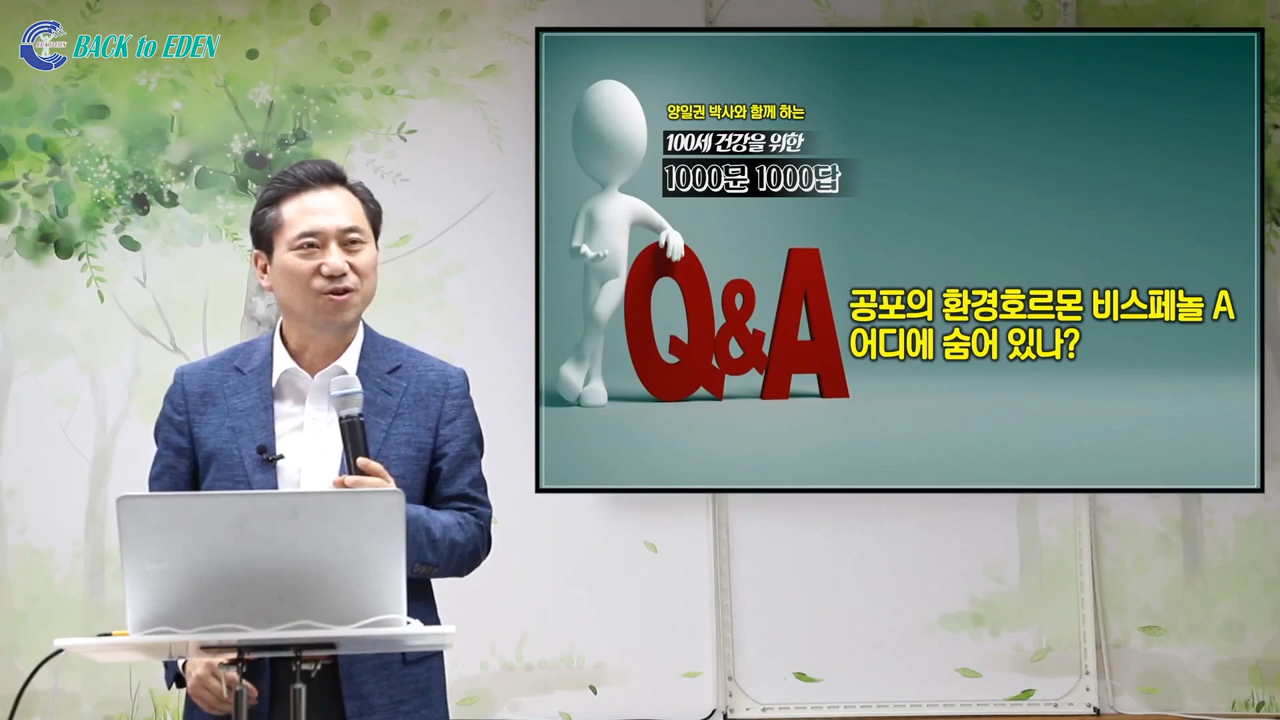 BACK to EDEN
양일권 박사와 함께 하는
100세 건강을 위한
1000문 1000답
Q&A
공포의 환경호르몬 비스페놀 A
어디에 숨어 있나?